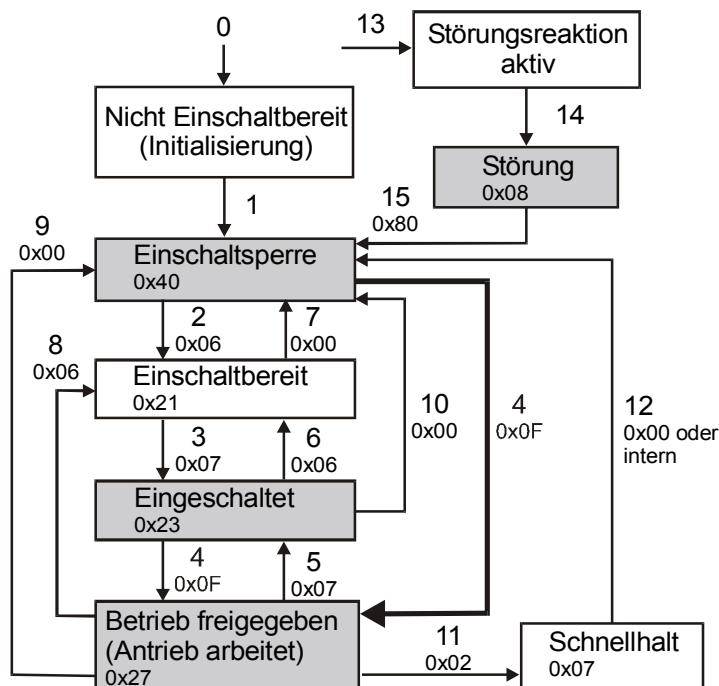 0
13
Störungsreaktion
aktiv
Nicht Einschaltbereit
(Initialisierung)
14
Störung
0x08
1
15
0x80
9
0x00
Einschaltsperre
0x40
2
0x06
7
0x00
8
0x06
Einschaltbereit
0x21
10
0x00
4
0x0F
12
0x00 oder
intern
3
0x07
6
0x06
Eingeschaltet
0x23
4
0x0F
5
0x07
Betrieb freigegeben
(Antrieb arbeitet)
0x27
11
0x02
Schnellhalt
0x07